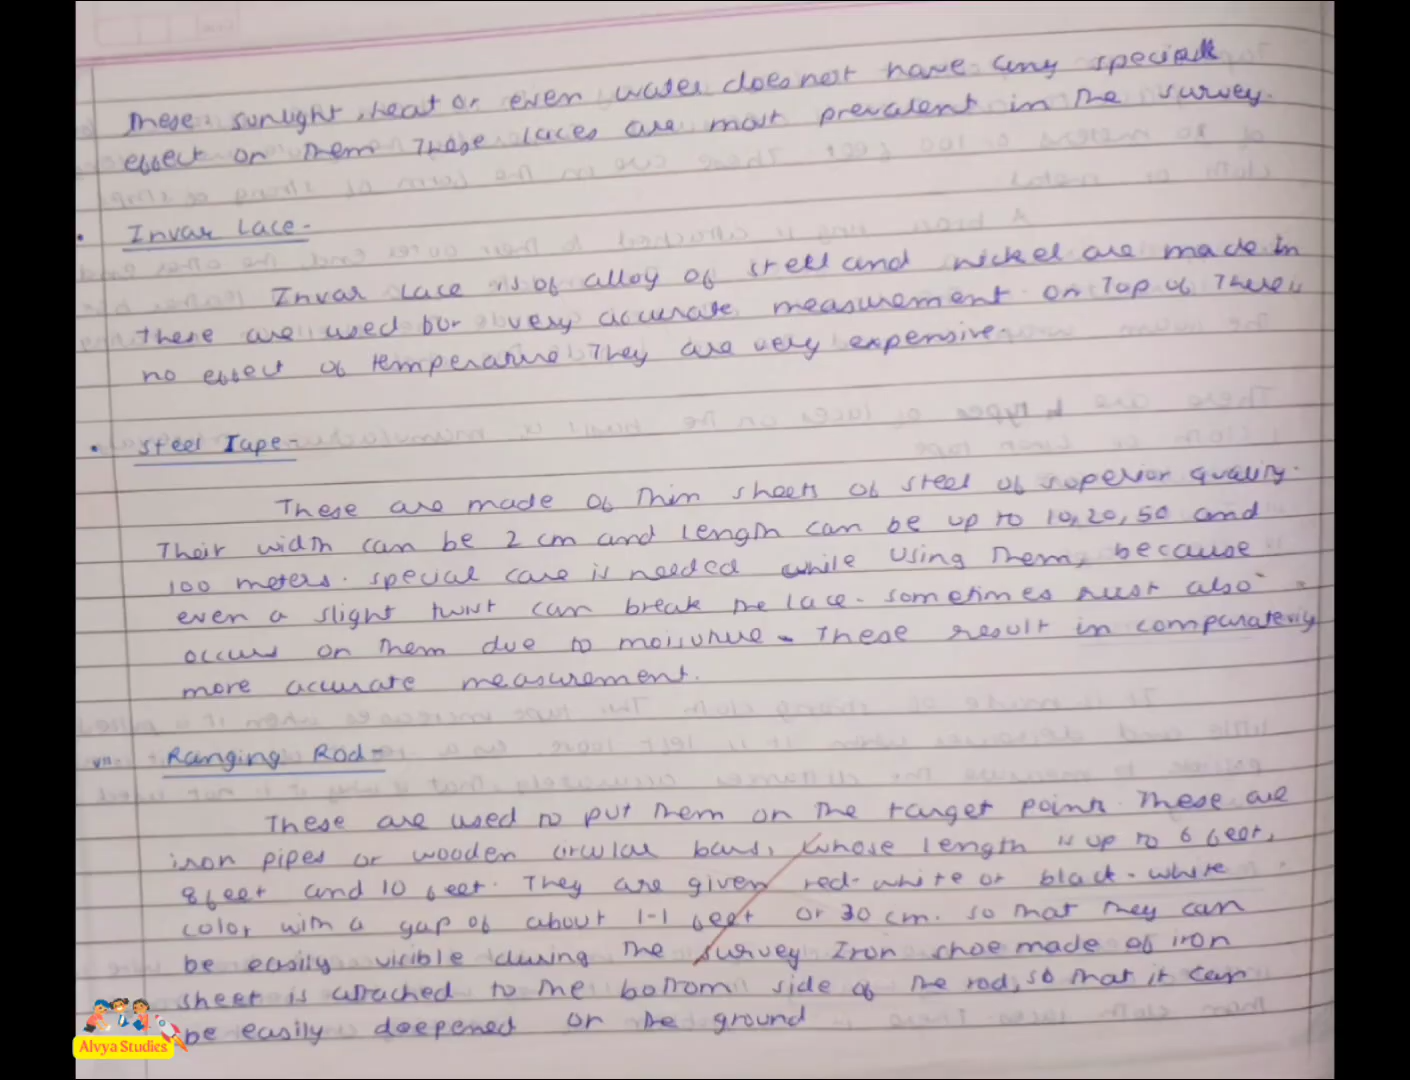 These sunlight, heat or even water doesnost have any special
effect on them These laces are most prevalent in the survey.
• Invar Lace -
Invar Lace is of alloy of stell and nickel are made in
these are used for very accurate measurement on Top of There is
no effect of temperature They are very expensive.
• Steel Tape -
These are made of thin sheets of steel of superior quality.
Their width can be 2 cm and length can be up to 10, 20, 50 and
100 meters. special care is needed while using them, because
even a slight twist can break the lace. sometimes rust also
occurs on them due to moisuture. These result in comparatevly
more accurate measurement.
vii. Ranging Rod -
These are used to put them on the target points These are
iron pipes or wooden circular bars, whose length is up to 6 feet,
8 feet and 10 feet. They are given red-white or black-white
color with a gap of about 1-1 feet or 30 cm. so that they can
be easily visible during the survey Iron shoe made of iron
sheet is attached to the bottom side of the rod, so that it can
be easily deepened on the ground
Alvya Studies